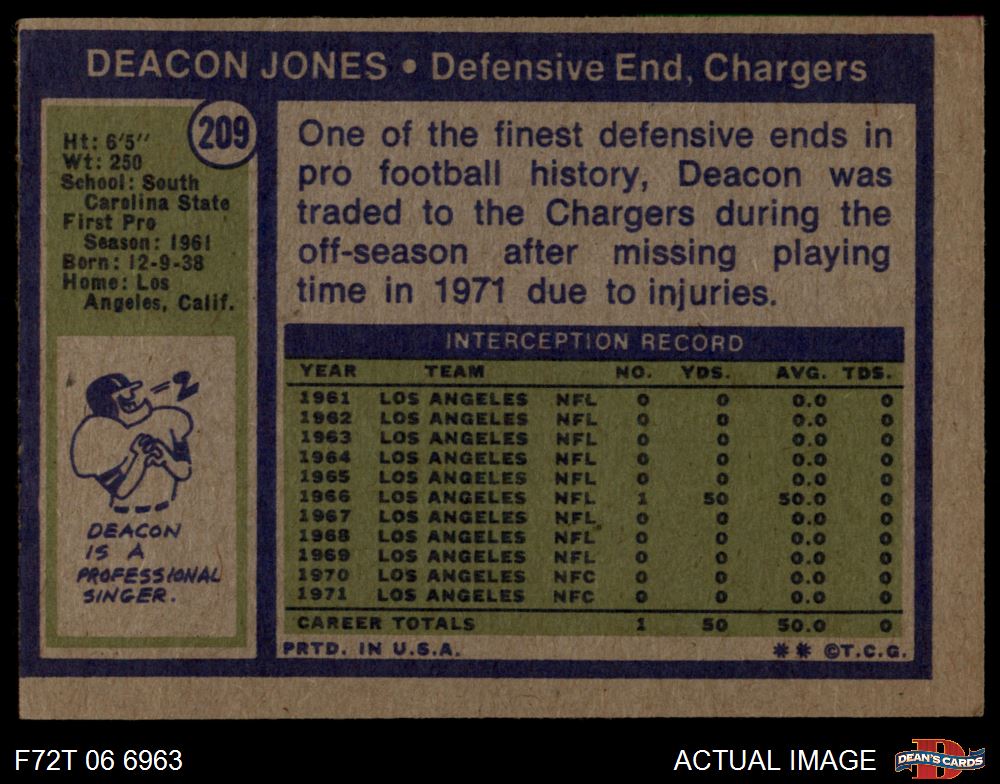 DEACON JONES • Defensive End, Chargers
209
Ht: 6'5''
Wt: 250
School: South
Carolina State
First Pro
Season: 1961
Born: 12-9-38
Home: Los
Angeles, Calif.
DEACON
IS A
PROFESSIONAL
SINGER.
One of the finest defensive ends in
pro football history, Deacon was
traded to the Chargers during the
off-season after missing playing
time in 1971 due to injuries.
INTERCEPTION RECORD
YEAR TEAM NO. YDS. AVG. TDS.
1961 LOS ANGELES NFL 0 0 0.0 0
1962 LOS ANGELES NFL 0 0 0.0 0
1963 LOS ANGELES NFL 0 0 0.0 0
1964 LOS ANGELES NFL 0 0 0.0 0
1965 LOS ANGELES NFL 0 0 0.0 0
1966 LOS ANGELES NFL 1 50 50.0 0
1967 LOS ANGELES NFL 0 0 0.0 0
1968 LOS ANGELES NFL 0 0 0.0 0
1969 LOS ANGELES NFL 0 0 0.0 0
1970 LOS ANGELES NFC 0 0 0.0 0
1971 LOS ANGELES NFC 0 0 0.0 0
CAREER TOTALS 1 50 50.0 0
PRTD. IN U.S.A. ** ©T.C.G.
F72T 06 6963 ACTUAL IMAGE DEAN'S CARDS